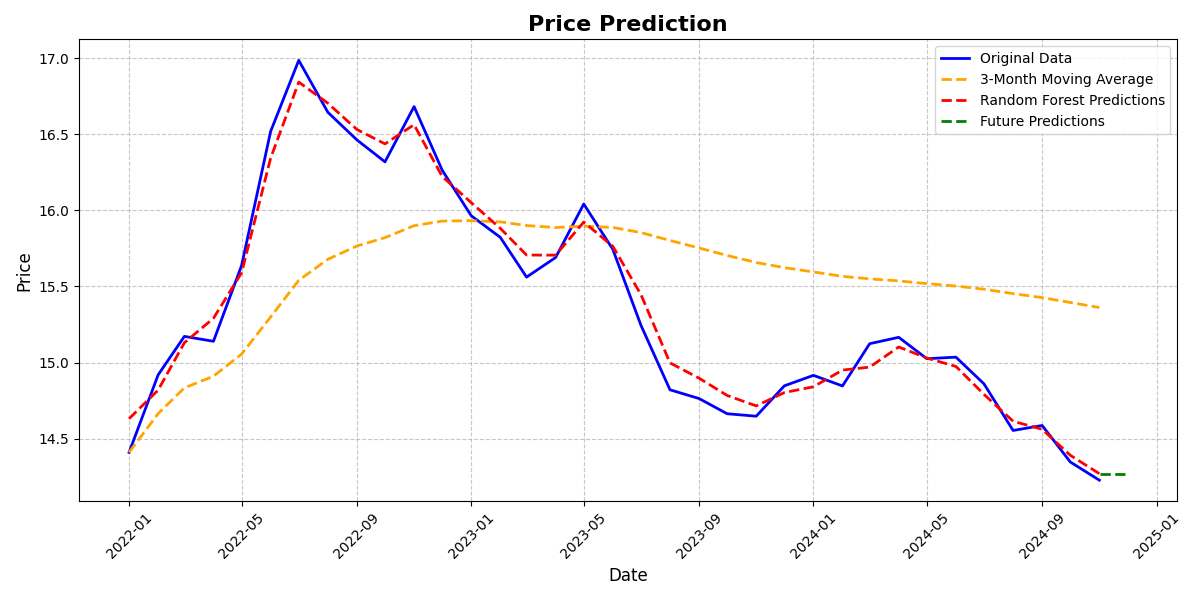 Price Prediction
Price
17.0
16.5
16.0
15.5
15.0
14.5
Original Data
3-Month Moving Average
Random Forest Predictions
Future Predictions
2022-01
2022-05
2022-09
2023-01
2023-05
2023-09
2024-01
2024-05
2024-09
2025-01
Date